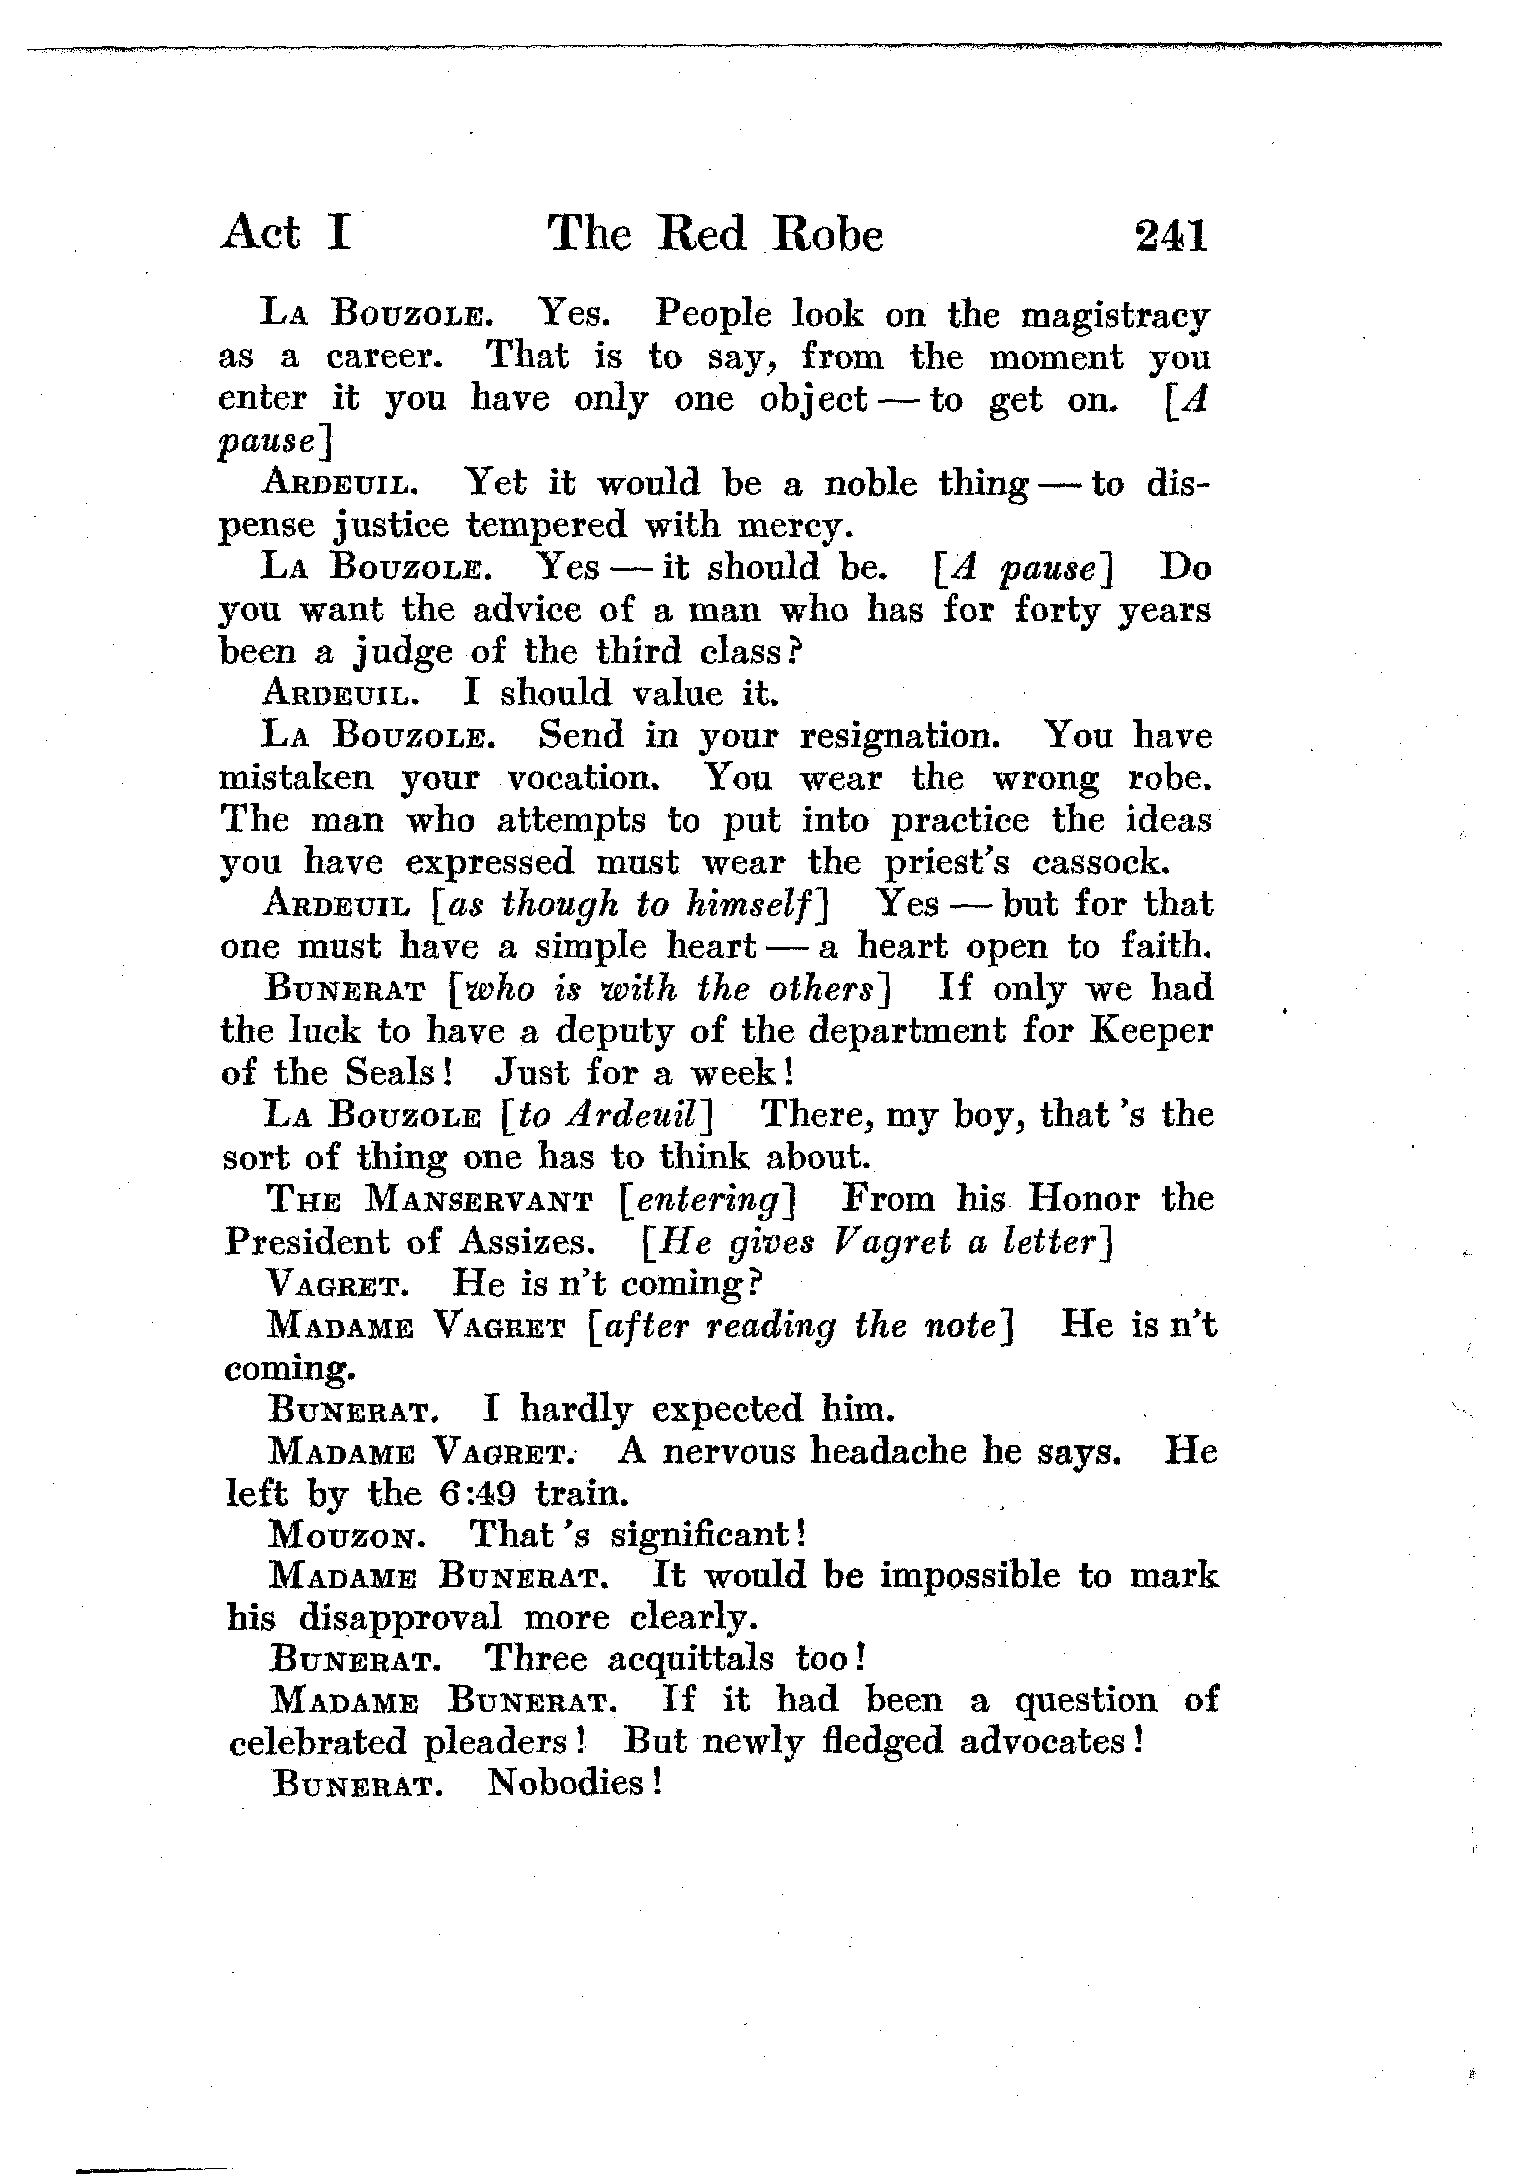 Act I The Red Robe 241
LA BOUZOLE. Yes. People look on the magistracy
as a career. That is to say, from the moment you
enter it you have only one object — to get on. [A
pause]
ARDEUIL. Yet it would be a noble thing — to dis-
pense justice tempered with mercy.
LA BOUZOLE. Yes — it should be. [A pause] Do
you want the advice of a man who has for forty years
been a judge of the third class?
ARDEUIL. I should value it.
LA BOUZOLE. Send in your resignation. You have
mistaken your vocation. You wear the wrong robe.
The man who attempts to put into practice the ideas
you have expressed must wear the priest's cassock.
ARDEUIL [as though to himself] Yes — but for that
one must have a simple heart — a heart open to faith.
BUNERAT [who is with the others] If only we had
the luck to have a deputy of the department for Keeper
of the Seals! Just for a week!
LA BOUZOLE [to Ardeuil] There, my boy, that 's the
sort of thing one has to think about.
THE MANSERVANT [entering] From his Honor the
President of Assizes. [He gives Vagret a letter]
VAGRET. He is n't coming?
MADAME VAGRET [after reading the note] He is n't
coming.
BUNERAT. I hardly expected him.
MADAME VAGRET. A nervous headache he says. He
left by the 6:49 train.
MOUZON. That 's significant!
MADAME BUNERAT. It would be impossible to mark
his disapproval more clearly.
BUNERAT. Three acquittals too!
MADAME BUNERAT. If it had been a question of
celebrated pleaders! But newly fledged advocates!
BUNERAT. Nobodies!